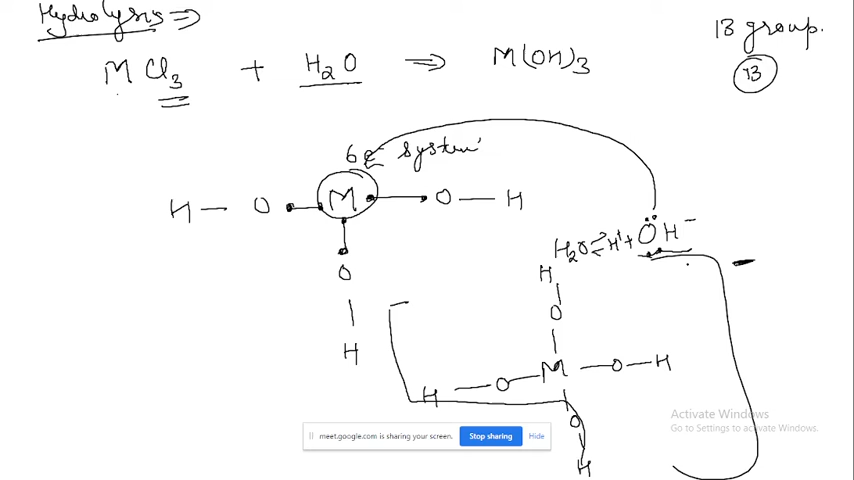 Hydrolysis ⇒
13 group.
MCl3 + H2O ⇒ M(OH)3
13
6e⁻ system
H — O — M — O — H
O
H
H2O ⇌ H⁺ + ÖH⁻
H
O
H — O — M — O — H
O
H
Activate Windows
Go to Settings to activate Windows.
meet.google.com is sharing your screen.
Stop sharing
Hide